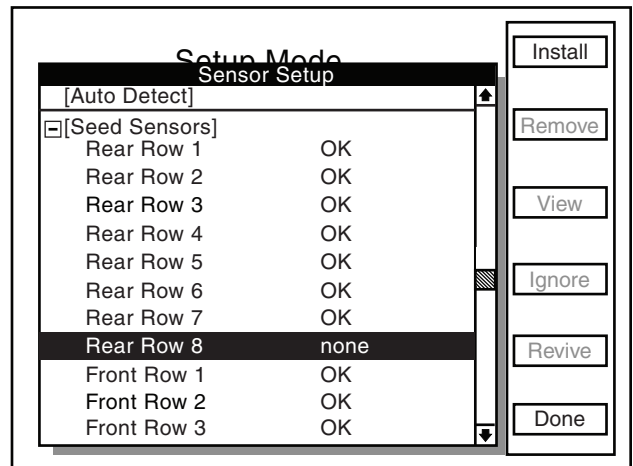 Setup Mode
Sensor Setup
[Auto Detect]
[Seed Sensors]
Rear Row 1 OK
Rear Row 2 OK
Rear Row 3 OK
Rear Row 4 OK
Rear Row 5 OK
Rear Row 6 OK
Rear Row 7 OK
Rear Row 8 none
Front Row 1 OK
Front Row 2 OK
Front Row 3 OK
Install
Remove
View
Ignore
Revive
Done